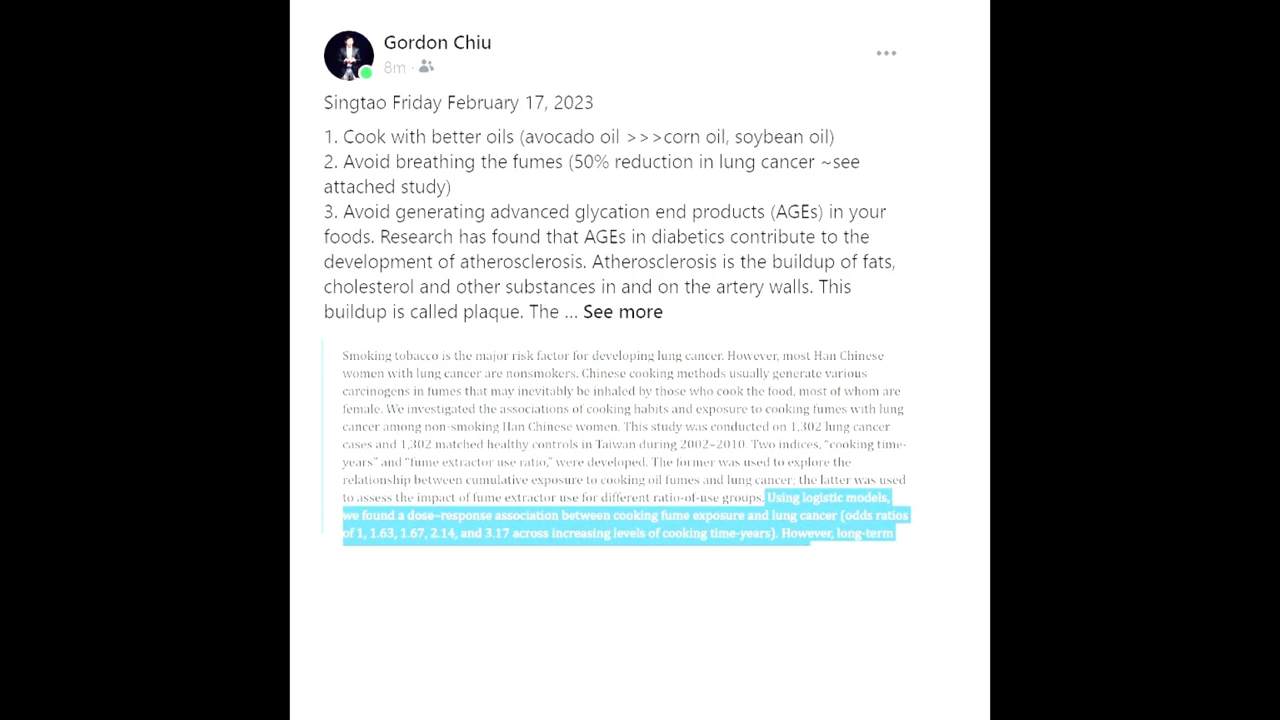 Gordon Chiu
8m ·
Singtao Friday February 17, 2023
1. Cook with better oils (avocado oil >>>corn oil, soybean oil)
2. Avoid breathing the fumes (50% reduction in lung cancer ~see
attached study)
3. Avoid generating advanced glycation end products (AGEs) in your
foods. Research has found that AGEs in diabetics contribute to the
development of atherosclerosis. Atherosclerosis is the buildup of fats,
cholesterol and other substances in and on the artery walls. This
buildup is called plaque. The ... See more
Smoking tobacco is the major risk factor for developing lung cancer. However, most Han Chinese
women with lung cancer are nonsmokers. Chinese cooking methods usually generate various
carcinogens in fumes that may inevitably be inhaled by those who cook the food, most of whom are
female. We investigated the associations of cooking habits and exposure to cooking fumes with lung
cancer among non-smoking Han Chinese women. This study was conducted on 1,302 lung cancer
cases and 1,302 matched healthy controls in Taiwan during 2002–2010. Two indices, "cooking time-
years" and "fume extractor use ratio," were developed. The former was used to explore the
relationship between cumulative exposure to cooking oil fumes and lung cancer; the latter was used
to assess the impact of fume extractor use for different ratio-of-use groups. Using logistic models,
we found a dose–response association between cooking fume exposure and lung cancer (odds ratios
of 1, 1.63, 1.67, 2.14, and 3.17 across increasing levels of cooking time-years). However, long-term